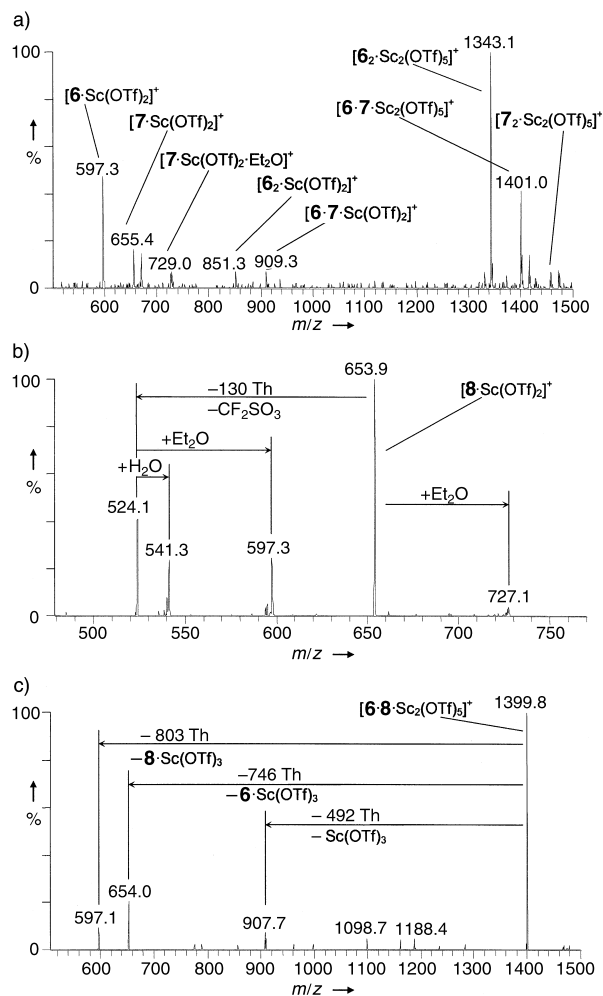 a)
100
%
0
[6·Sc(OTf)₂]⁺
597.3
[7·Sc(OTf)₂]⁺
655.4
[7·Sc(OTf)₂·Et₂O]⁺
729.0
[6₂·Sc(OTf)₂]⁺
851.3
[6·7·Sc(OTf)₂]⁺
909.3
1343.1
[6₂·Sc₂(OTf)₅]⁺
[6·7·Sc₂(OTf)₅]⁺
1401.0
[7₂·Sc₂(OTf)₅]⁺
600 700 800 900 1000 1100 1200 1300 1400 1500
m/z
b)
100
%
0
653.9
[8·Sc(OTf)₂]⁺
−130 Th
−CF₂SO₃
+Et₂O
+H₂O
+Et₂O
524.1
541.3
597.3
727.1
500 550 600 650 700 750
m/z
c)
100
%
0
[6·8·Sc₂(OTf)₅]⁺
1399.8
− 803 Th
−8·Sc(OTf)₃
−746 Th
−6·Sc(OTf)₃
− 492 Th
− Sc(OTf)₃
597.1
654.0
907.7
1098.7
1188.4
600 700 800 900 1000 1100 1200 1300 1400 1500
m/z